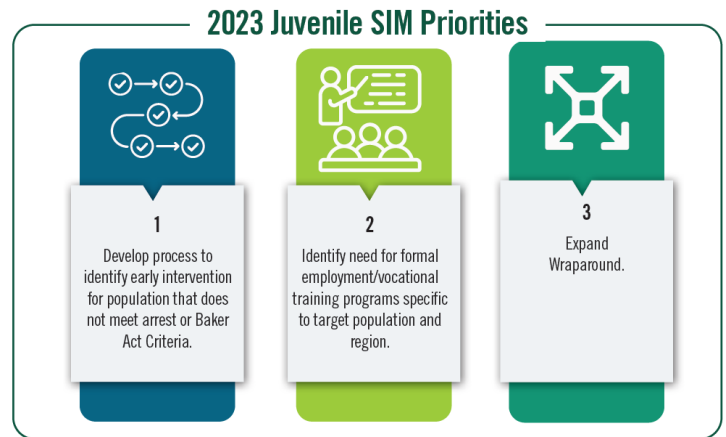 2023 Juvenile SIM Priorities
1
Develop process to
identify early intervention
for population that does
not meet arrest or Baker
Act Criteria.
2
Identify need for formal
employment/vocational
training programs specific
to target population and
region.
3
Expand
Wraparound.